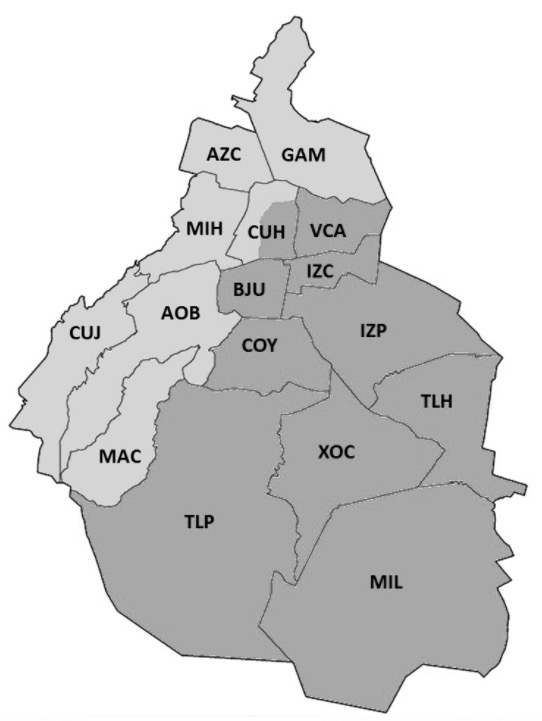 AZC
GAM
MIH
CUH
VCA
IZC
BJU
AOB
CUJ
COY
IZP
TLH
MAC
XOC
TLP
MIL